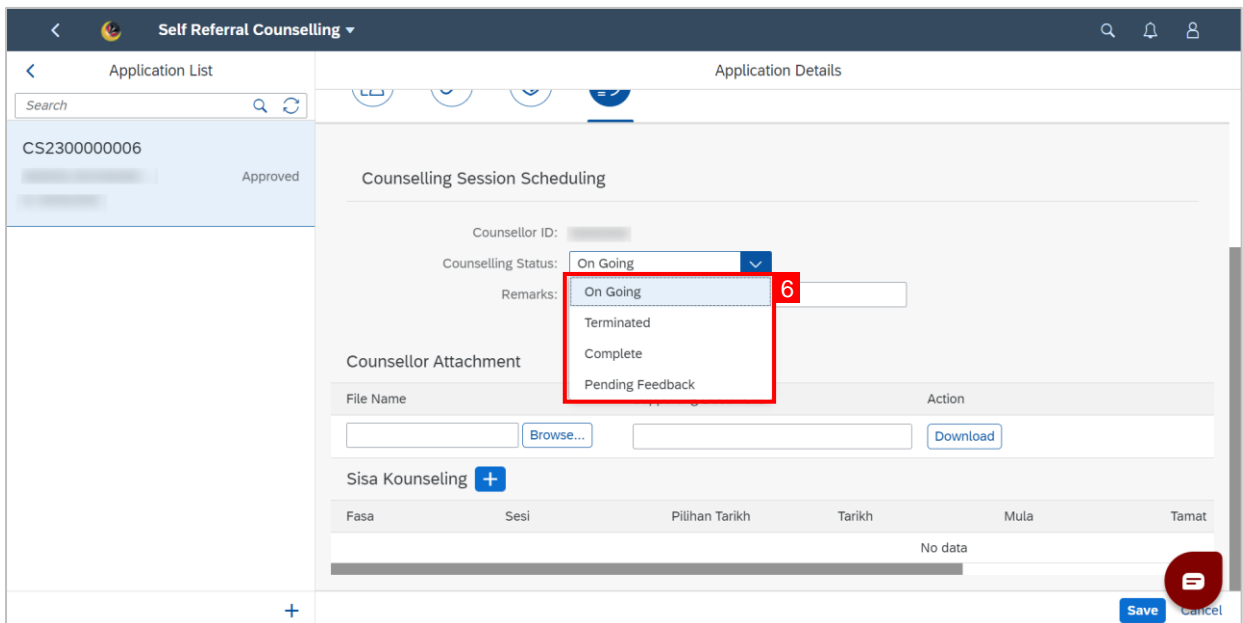 Self Referral Counselling
Application List
Application Details
Search
CS2300000006
Approved
Counselling Session Scheduling
Counsellor ID:
Counselling Status: On Going
Remarks:
On Going
6
Terminated
Complete
Pending Feedback
Counsellor Attachment
File Name
Action
Browse...
Download
Sisa Kounseling
Fasa Sesi Pilihan Tarikh Tarikh Mula Tamat
No data
Save Cancel